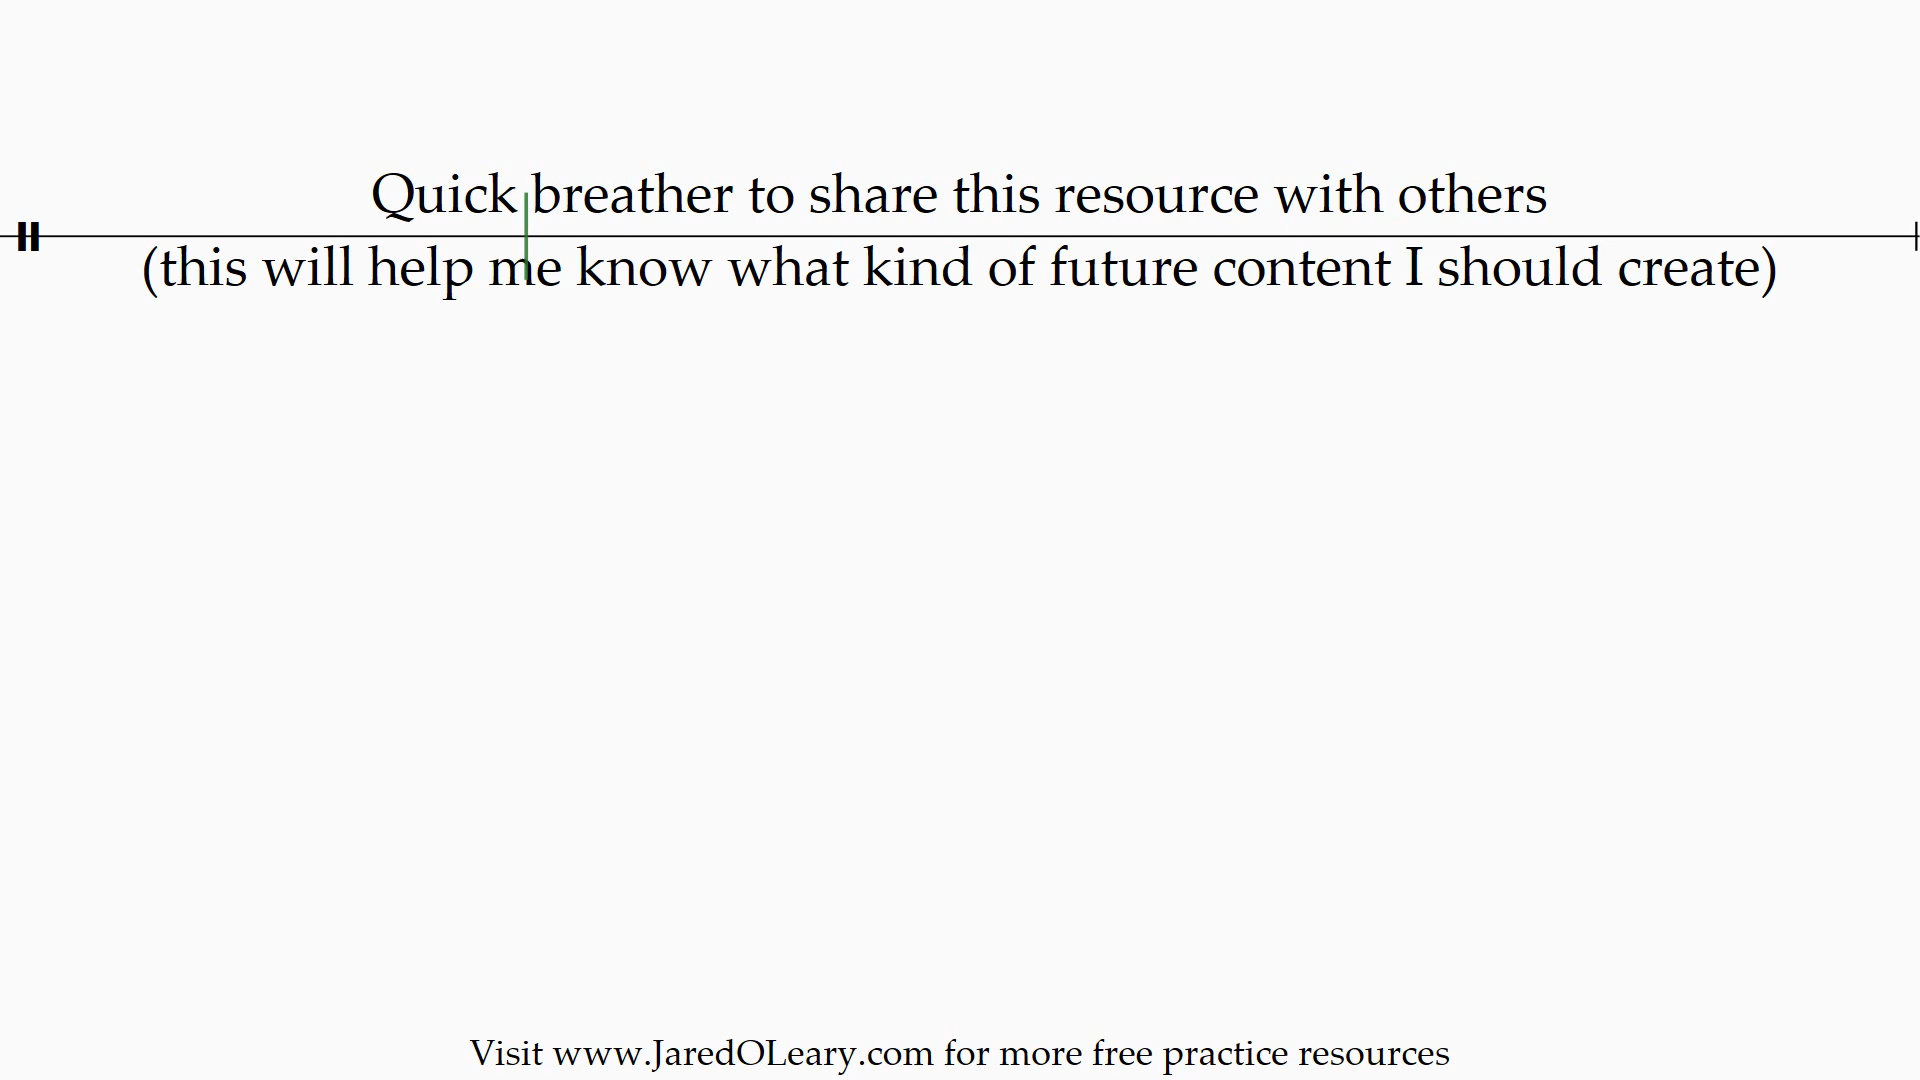 Quick breather to share this resource with others
(this will help me know what kind of future content I should create)
Visit www.JaredOLeary.com for more free practice resources